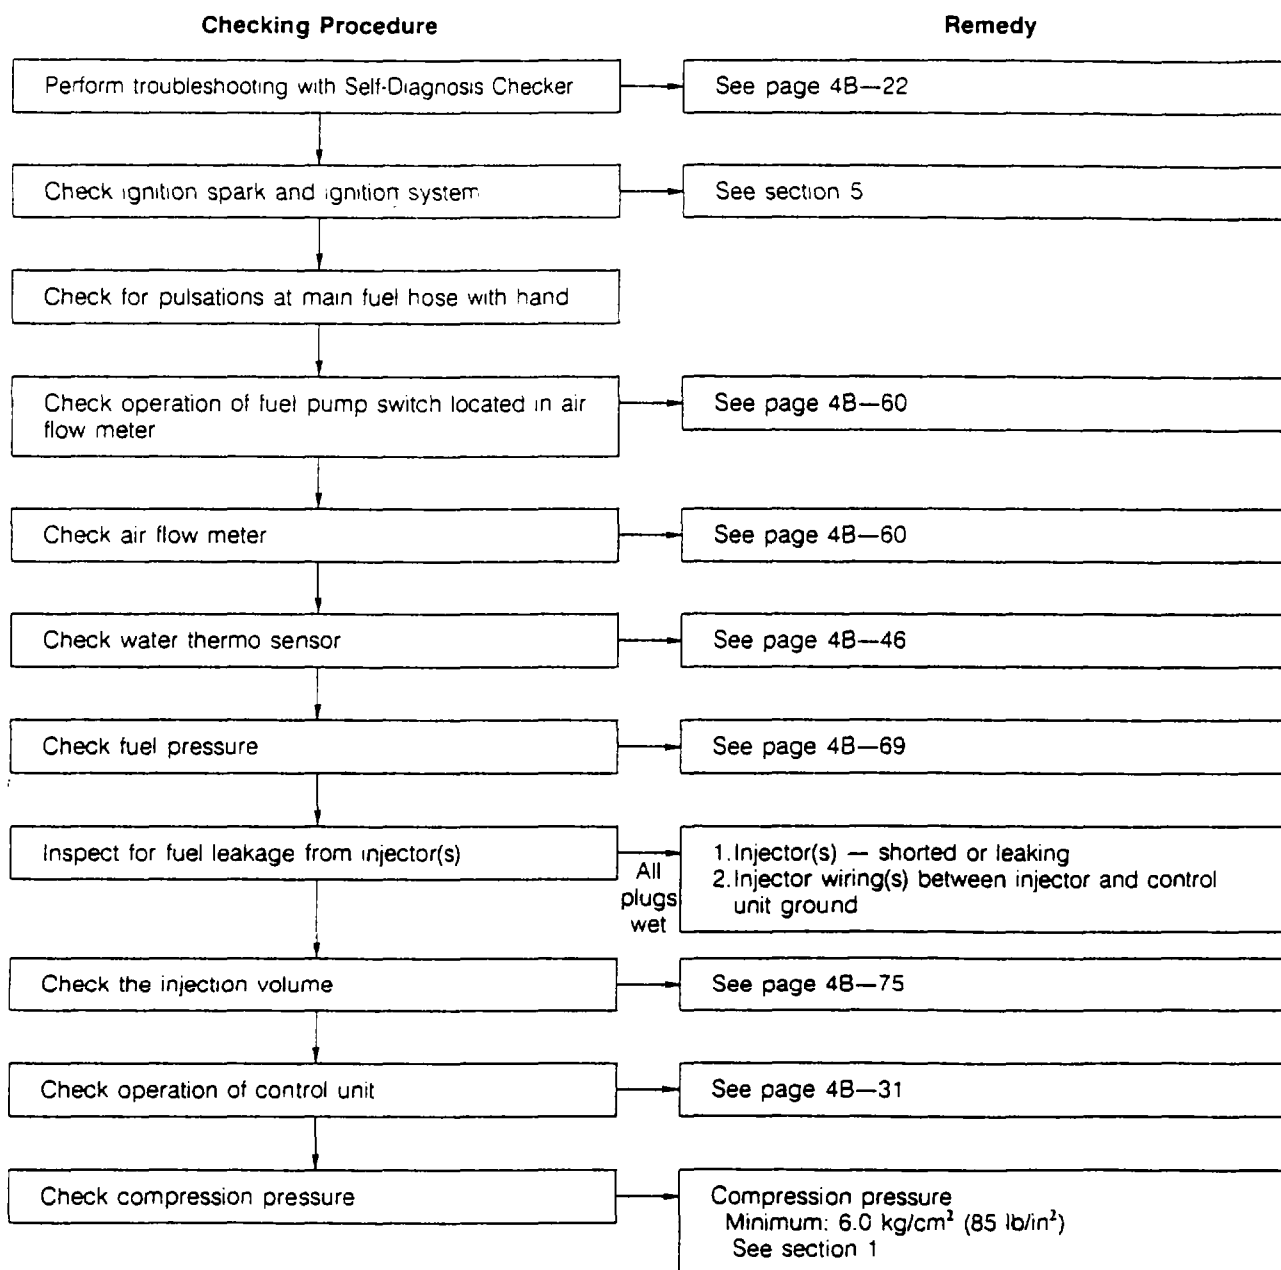 Checking Procedure
Remedy
Perform troubleshooting with Self-Diagnosis Checker
See page 4B—22
Check ignition spark and ignition system
See section 5
Check for pulsations at main fuel hose with hand
Check operation of fuel pump switch located in air
flow meter
See page 4B—60
Check air flow meter
See page 4B—60
Check water thermo sensor
See page 4B—46
Check fuel pressure
See page 4B—69
Inspect for fuel leakage from injector(s)
All
plugs
wet
1. Injector(s) — shorted or leaking
2. Injector wiring(s) between injector and control
unit ground
Check the injection volume
See page 4B—75
Check operation of control unit
See page 4B—31
Check compression pressure
Compression pressure
Minimum: 6.0 kg/cm² (85 lb/in²)
See section 1